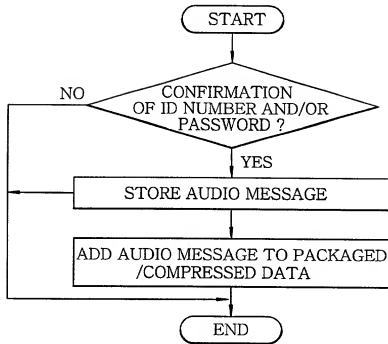 START
NO
CONFIRMATION
OF ID NUMBER AND/OR
PASSWORD ?
YES
STORE AUDIO MESSAGE
ADD AUDIO MESSAGE TO PACKAGED
/COMPRESSED DATA
END